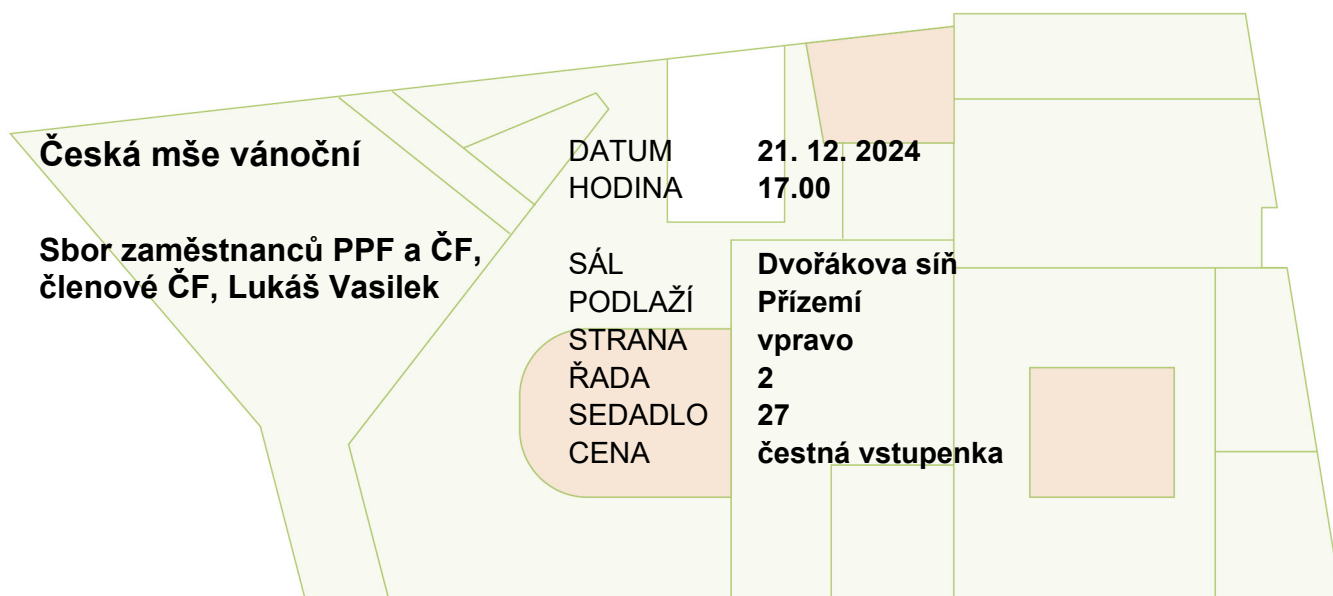 Česká mše vánoční
Sbor zaměstnanců PPF a ČF,
členové ČF, Lukáš Vasilek
DATUM 21. 12. 2024
HODINA 17.00
SÁL Dvořákova síň
PODLAŽÍ Přízemí
STRANA vpravo
ŘADA 2
SEDADLO 27
CENA čestná vstupenka